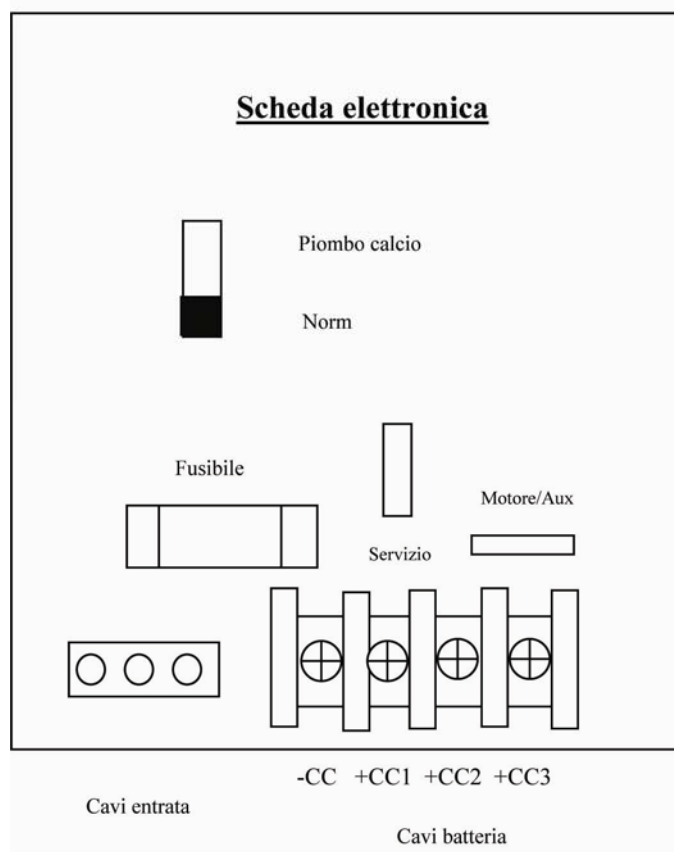 Scheda elettronica
Piombo calcio
Norm
Fusibile
Motore/Aux
Servizio
-CC +CC1 +CC2 +CC3
Cavi entrata
Cavi batteria